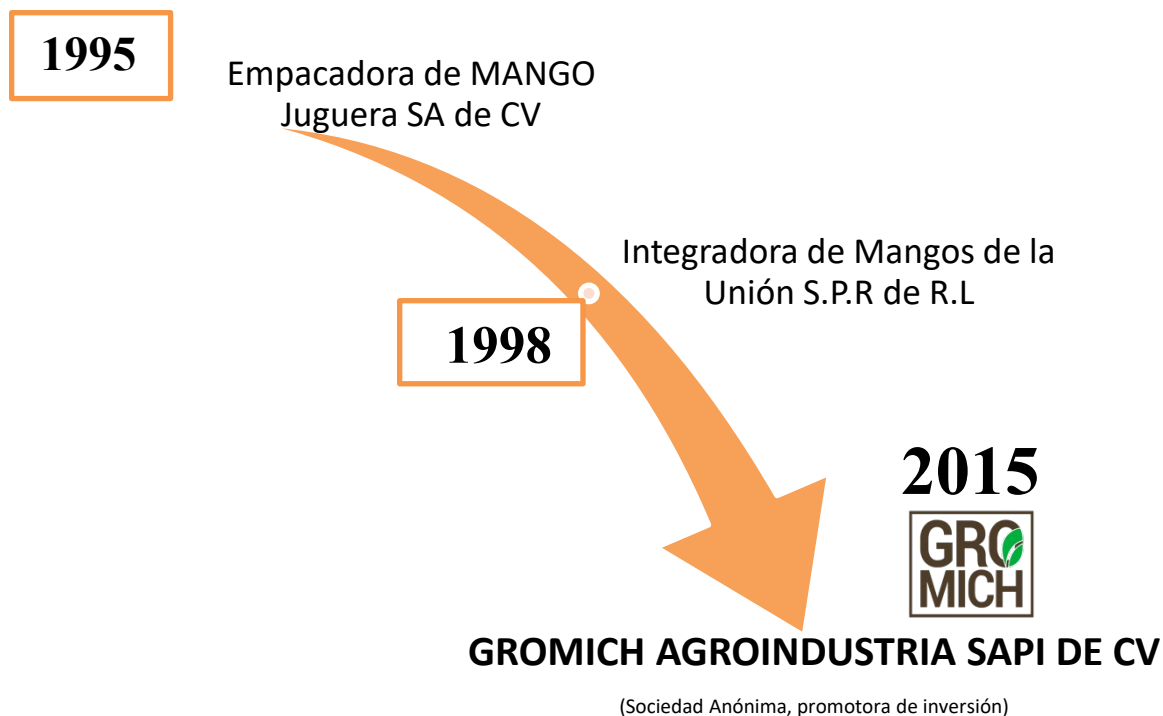 1995
Empacadora de MANGO
Juguera SA de CV
Integradora de Mangos de la
Unión S.P.R de R.L
1998
2015
GRO
MICH
GROMICH AGROINDUSTRIA SAPI DE CV
(Sociedad Anónima, promotora de inversión)